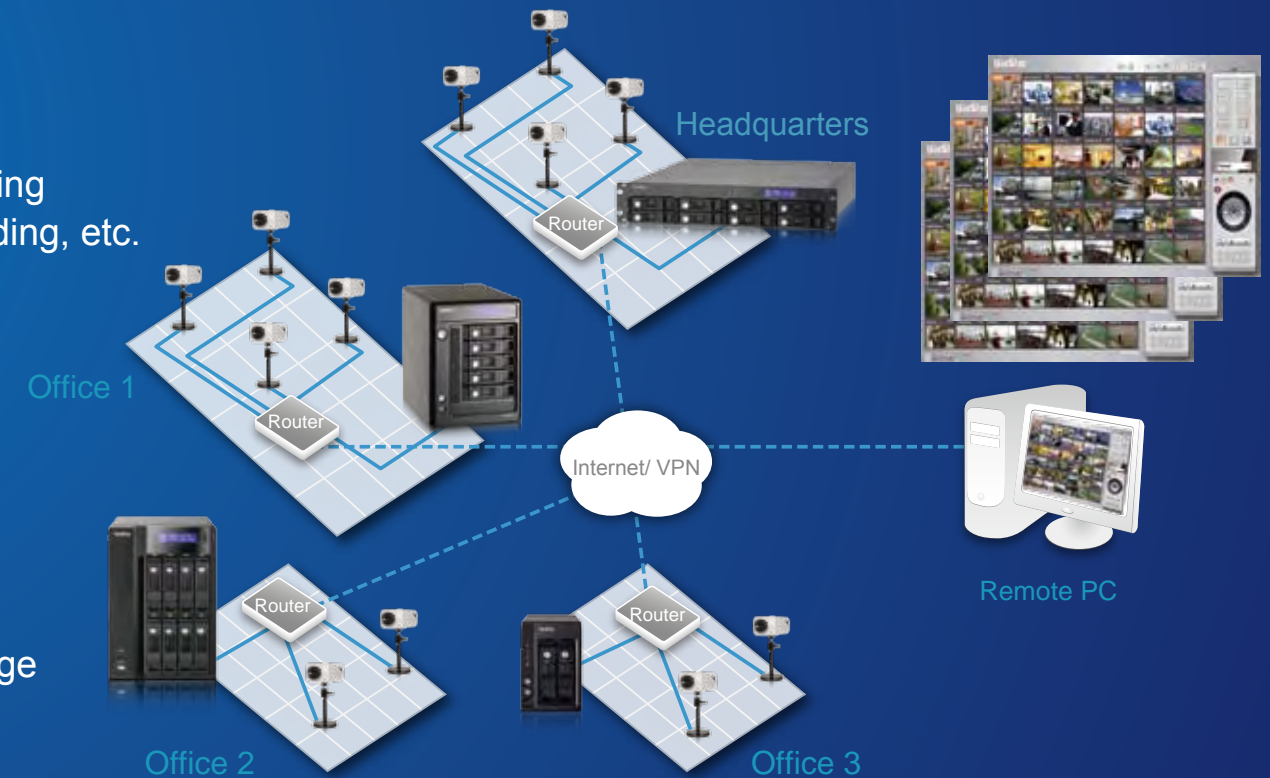 Headquarters
ing
ding, etc.
Router
Office 1
Router
Internet/ VPN
Router
Router
Remote PC
ge
Office 2
Office 3